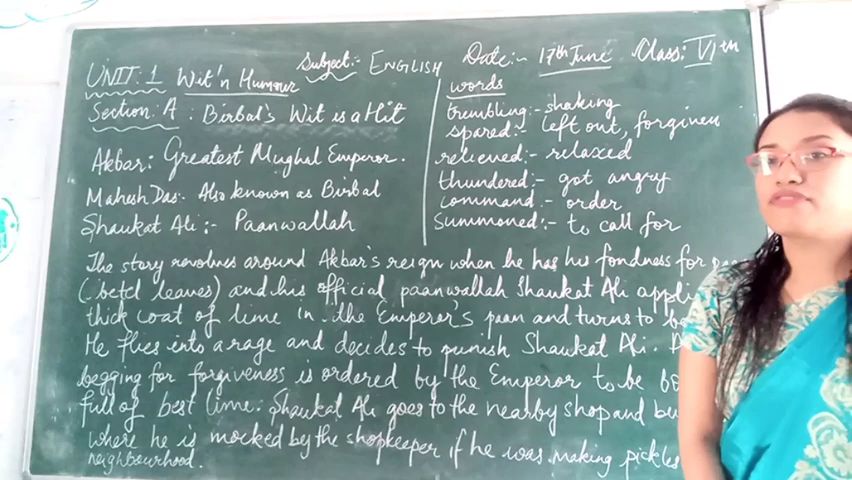 Subject:- ENGLISH Date:- 17th June Class: VIth
UNIT: 1 Wit'n Humour
Section: A : Birbal's Wit is a Hit
Akbar: Greatest Mughal Emperor.
Mahesh Das: Also known as Birbal
Shaukat Ali:- Paanwallah
words
trembling:- shaking
spared:- left out, forgiven
relieved:- relaxed
thundered:- got angry
command:- order
Summoned:- to call for
The story revolves around Akbar's reign when he has his fondness for
(betel leaves) and his official paanwallah Shaukat Ali
thick coat of lime in the Emperor's paan and turns to
He flies into a rage and decides to punish Shaukat Ali.
begging for forgiveness is ordered by the Emperor to be
full of best lime. Shaukat Ali goes to the nearby shop and
where he is mocked by the shopkeeper if he was making pickles
neighbourhood.